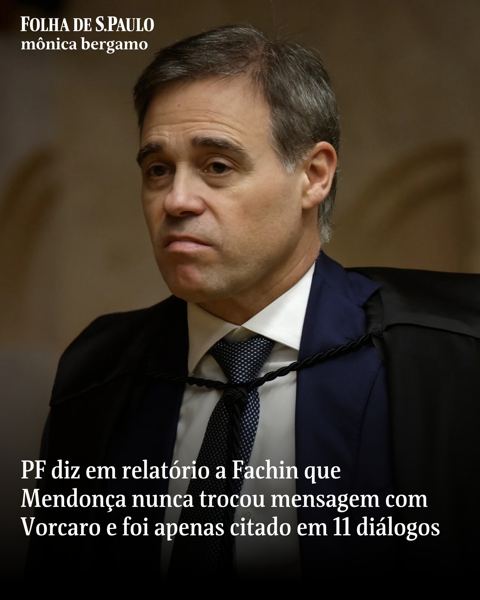 FOLHA DE S.PAULO
mônica bergamo
PF diz em relatório a Fachin que
Mendonça nunca trocou mensagem com
Vorcaro e foi apenas citado em 11 diálogos